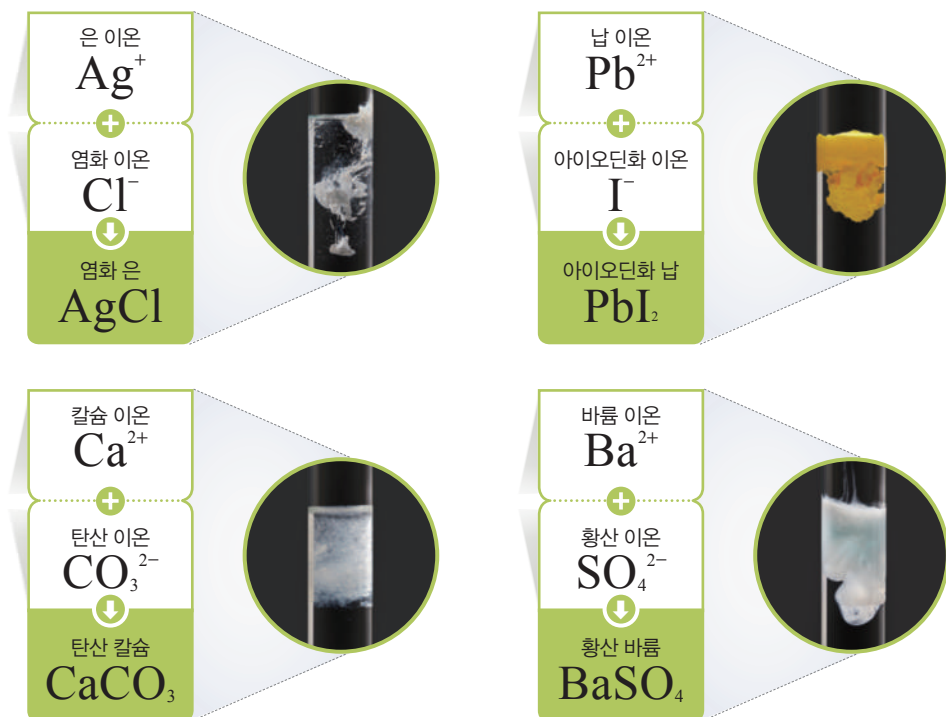 은 이온
Ag⁺
+
염화 이온
Cl⁻
염화 은
AgCl
납 이온
Pb²⁺
+
아이오딘화 이온
I⁻
아이오딘화 납
PbI₂
칼슘 이온
Ca²⁺
+
탄산 이온
CO₃²⁻
탄산 칼슘
CaCO₃
바륨 이온
Ba²⁺
+
황산 이온
SO₄²⁻
황산 바륨
BaSO₄